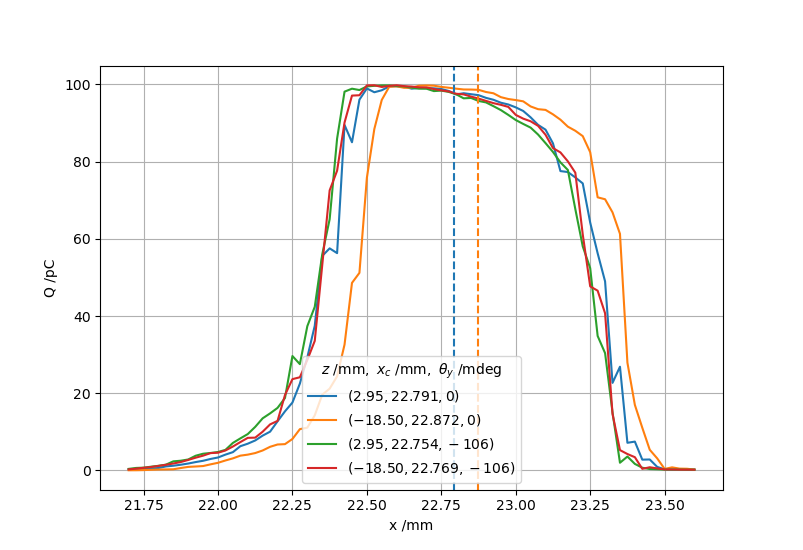 100
80
60
40
20
0
Q /pC
z /mm, x_c /mm, θ_y /mdeg
(2.95, 22.791, 0)
(−18.50, 22.872, 0)
(2.95, 22.754, −106)
(−18.50, 22.769, −106)
21.75 22.00 22.25 22.50 22.75 23.00 23.25 23.50
x /mm